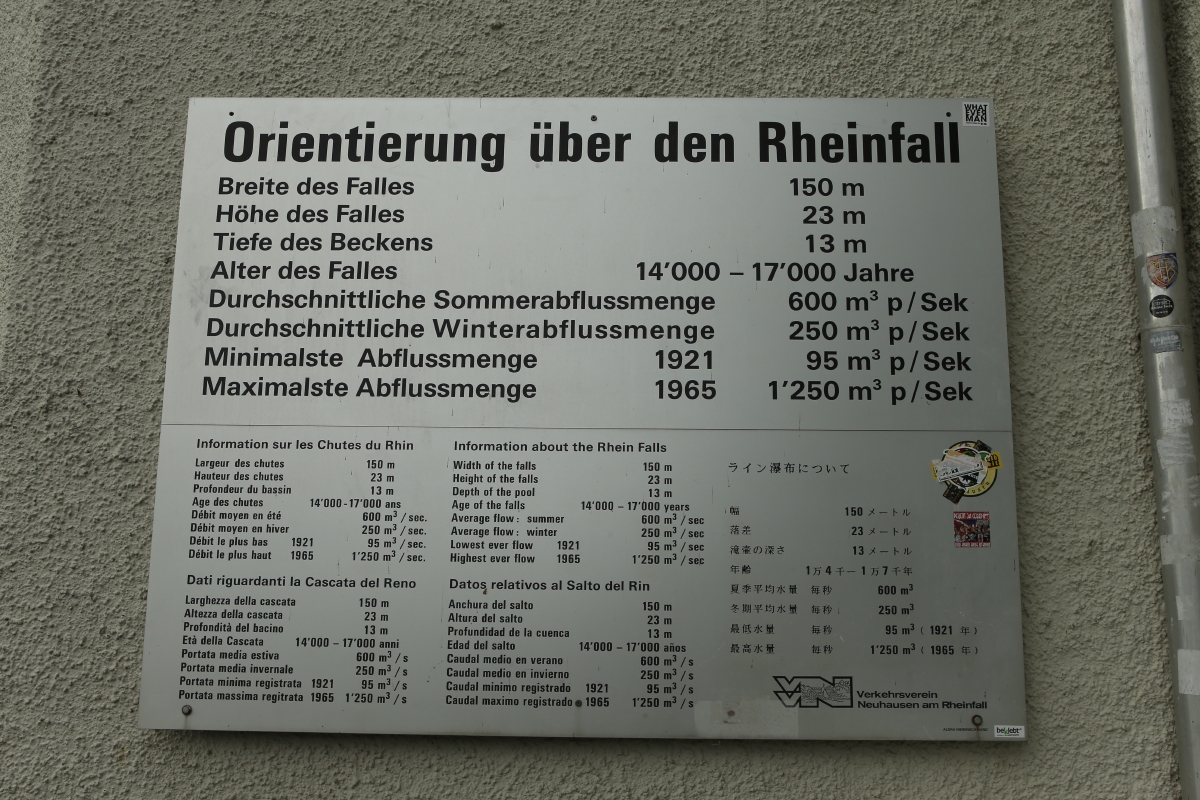 Orientierung über den Rheinfall
Breite des Falles 150 m
Höhe des Falles 23 m
Tiefe des Beckens 13 m
Alter des Falles 14'000 – 17'000 Jahre
Durchschnittliche Sommerabflussmenge 600 m³ p/Sek
Durchschnittliche Winterabflussmenge 250 m³ p/Sek
Minimalste Abflussmenge 1921 95 m³ p/Sek
Maximalste Abflussmenge 1965 1'250 m³ p/Sek
Information sur les Chutes du Rhin
Largeur des chutes 150 m
Hauteur des chutes 23 m
Profondeur du bassin 13 m
Age des chutes 14'000-17'000 ans
Débit moyen en été 600 m³/sec.
Débit moyen en hiver 250 m³/sec.
Débit le plus bas 1921 95 m³/sec.
Débit le plus haut 1965 1'250 m³/sec.
Information about the Rhein Falls
Width of the falls 150 m
Height of the falls 23 m
Depth of the pool 13 m
Age of the falls 14'000 – 17'000 years
Average flow: summer 600 m³/sec
Average flow: winter 250 m³/sec
Lowest ever flow 1921 95 m³/sec
Highest ever flow 1965 1'250 m³/sec
Dati riguardanti la Cascata del Reno
Larghezza della cascata 150 m
Altezza della cascata 23 m
Profondità del bacino 13 m
Età della Cascata 14'000 – 17'000 anni
Portata media estiva 600 m³/s
Portata media invernale 250 m³/s
Portata minima registrata 1921 95 m³/s
Portata massima regitrata 1965 1'250 m³/s
Datos relativos al Salto del Rin
Anchura del salto 150 m
Altura del salto 23 m
Profundidad de la cuenca 13 m
Edad del salto 14'000 – 17'000 años
Caudal medio en verano 600 m³/s
Caudal medio en invierno 250 m³/s
Caudal minimo registrado 1921 95 m³/s
Caudal maximo registrado 1965 1'250 m³/s
ライン瀑布について
幅 150 メートル
落差 23 メートル
滝壷の深さ 13 メートル
年齢 1万4千ー1万7千年
夏季平均水量 毎秒 600 m³
冬期平均水量 毎秒 250 m³
最低水量 毎秒 95 m³ (1921 年)
最高水量 毎秒 1'250 m³ (1965 年)
VVN
Verkehrsverein
Neuhausen am Rheinfall
WHAT
EVER
MAN